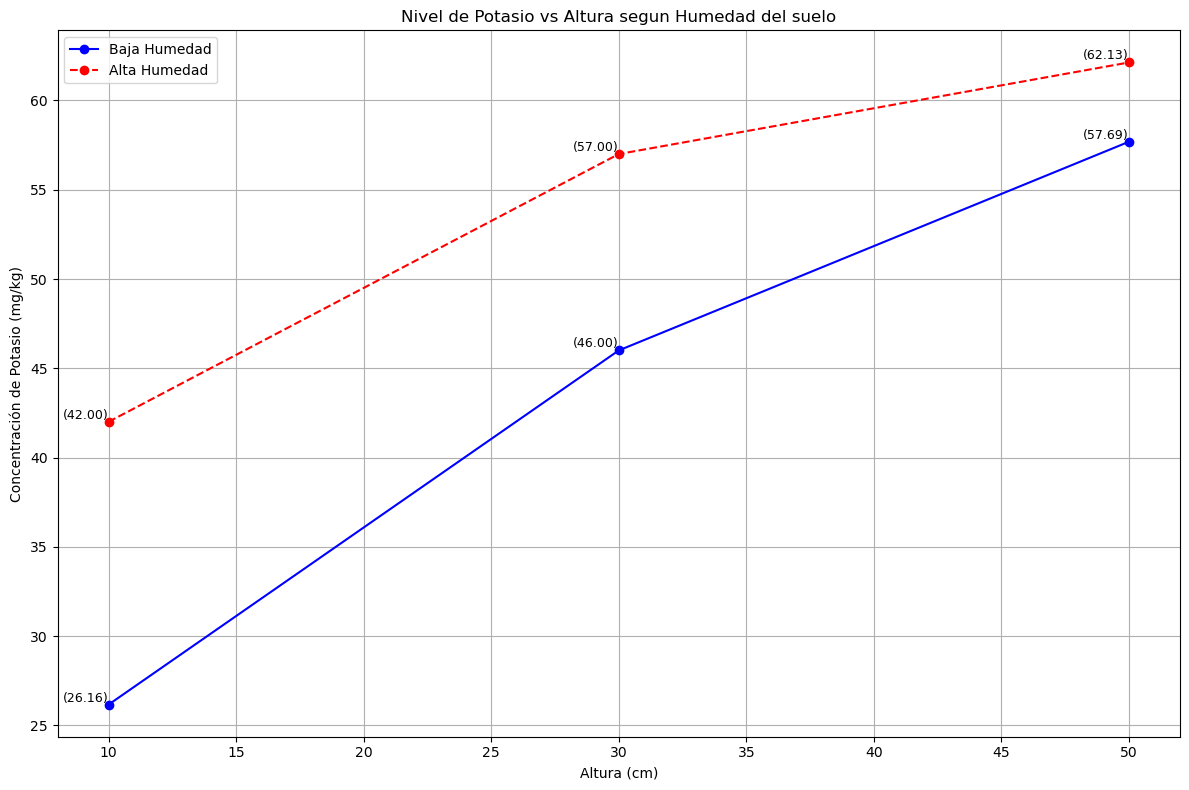 Nivel de Potasio vs Altura segun Humedad del suelo
Baja Humedad
Alta Humedad
(62.13)
(57.69)
(57.00)
(46.00)
(42.00)
(26.16)
60
55
50
45
40
35
30
25
Concentración de Potasio (mg/kg)
10 15 20 25 30 35 40 45 50
Altura (cm)